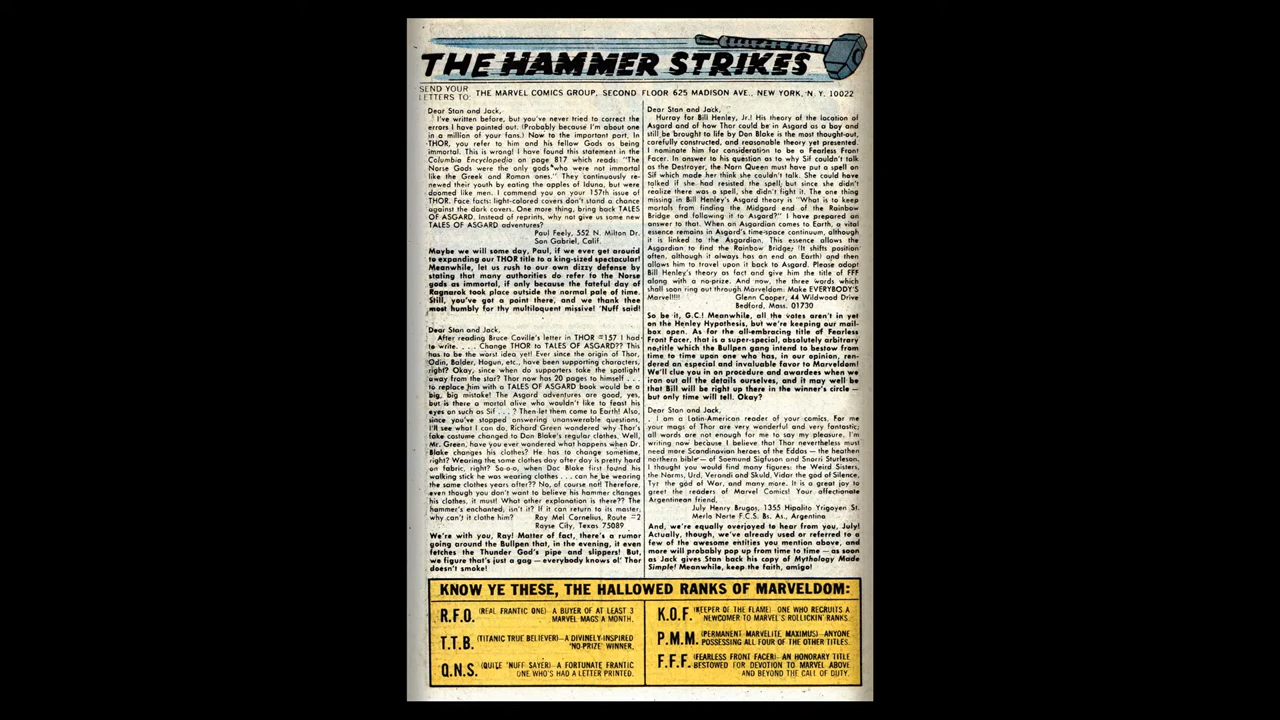 THE HAMMER STRIKES
SEND YOUR
LETTERS TO:
THE MARVEL COMICS GROUP, SECOND FLOOR 625 MADISON AVE., NEW YORK, N. Y. 10022
Dear Stan and Jack,
I've written before, but you've never tried to correct the
errors I have pointed out. (Probably because I'm about one
in a million of your fans.) Now to the important part. In
THOR, you refer to him and his fellow Gods as being
immortal. This is wrong! I have found this statement in the
Columbia Encyclopedia on page 817 which reads: "The
Norse Gods were the only gods who were not immortal
like the Greek and Roman ones." They continuously re-
newed their youth by eating the apples of Iduna, but were
doomed like men. I commend you on your 157th issue of
THOR. Face facts: light-colored covers don't stand a chance
against the dark covers. One more thing, bring back TALES
OF ASGARD. Instead of reprints, why not give us some new
TALES OF ASGARD adventures?
Paul Feely, 552 N. Milton Dr.
San Gabriel, Calif.
Maybe we will some day, Paul, if we ever get around
to expanding our THOR title to a king-sized spectacular!
Meanwhile, let us rush to our own dizzy defense by
stating that many authorities do refer to the Norse
gods as immortal, if only because the fateful day of
Ragnarok took place outside the normal pale of time.
Still, you've got a point there, and we thank thee
most humbly for thy multiloquent missive! 'Nuff said!
Dear Stan and Jack,
After reading Bruce Coville's letter in THOR #157 I had
to write. . . . Change THOR to TALES OF ASGARD?? This
has to be the worst idea yet! Ever since the origin of Thor,
Odin, Balder, Hogun, etc., have been supporting characters,
right? Okay, since when do supporters take the spotlight
away from the star? Thor now has 20 pages to himself . . .
to replace him with a TALES OF ASGARD book would be a
big, big mistake! The Asgard adventures are good, yes,
but is there a mortal alive who wouldn't like to feast his
eyes on such as Sif . . . ? Then let them come to Earth! Also,
since you've stopped answering unanswerable questions,
I'll see what I can do, Richard Green wondered why Thor's
fake costume changed to Don Blake's regular clothes. Well,
Mr. Green, have you ever wondered what happens when Dr.
Blake changes his clothes? He has to change sometime,
right? Wearing the same clothes day after day is pretty hard
on fabric, right? So-o-o, when Doc Blake first found his
walking stick he was wearing clothes . . . can he be wearing
the same clothes years after?? No, of course not! Therefore,
even though you don't want to believe his hammer changes
his clothes, it must! What other explanation is there?? The
hammer's enchanted, isn't it? If it can return to its master,
why can't it clothe him?
Ray Mel Cornelius, Route #2
Rayse City, Texas 75089
We're with you, Ray! Matter of fact, there's a rumor
going around the Bullpen that, in the evening, it even
fetches the Thunder God's pipe and slippers! But,
we figure that's just a gag — everybody knows ol' Thor
doesn't smoke!
Dear Stan and Jack,
Hurray for Bill Henley, Jr.! His theory of the location of
Asgard and of how Thor could be in Asgard as a boy and
still be brought to life by Don Blake is the most thought-out,
carefully constructed, and reasonable theory yet presented.
I nominate him for consideration to be a Fearless Front
Facer. In answer to his question as to why Sif couldn't talk
as the Destroyer, the Norn Queen must have put a spell on
Sif which made her think she couldn't talk. She could have
talked if she had resisted the spell, but since she didn't
realize there was a spell, she didn't fight it. The one thing
missing in Bill Henley's Asgard theory is "What is to keep
mortals from finding the Midgard end of the Rainbow
Bridge and following it to Asgard?" I have prepared an
answer to that. When an Asgardian comes to Earth, a vital
essence remains in Asgard's time-space continuum, although
it is linked to the Asgardian. This essence allows the
Asgardian to find the Rainbow Bridge; (It shifts position
often, although it always has an end on Earth) and then
allows him to travel upon it back to Asgard. Please adopt
Bill Henley's theory as fact and give him the title of FFF
along with a no-prize. And now, the three words which
shall soon ring out through Marveldom: Make EVERYBODY'S
Marvel!!!!
Glenn Cooper, 44 Wildwood Drive
Bedford, Mass. 01730
So be it, G.C.! Meanwhile, all the votes aren't in yet
on the Henley Hypothesis, but we're keeping our mail-
box open. As for the all-embracing title of Fearless
Front Facer, that is a super-special, absolutely arbitrary
no-title which the Bullpen gang intend to bestow from
time to time upon one who has, in our opinion, ren-
dered an especial and invaluable favor to Marveldom!
We'll clue you in on procedure and awardees when we
iron out all the details ourselves, and it may well be
that Bill will be right up there in the winner's circle —
but only time will tell. Okay?
Dear Stan and Jack,
I am a Latin-American reader of your comics. For me
your mags of Thor are very wonderful and very fantastic;
all words are not enough for me to say my pleasure. I'm
writing now because I believe that Thor nevertheless must
need more Scandinavian heroes of the Eddas — the heathen
northern bible — of Soemund Sigfuson and Snorri Sturleson.
I thought you would find many figures: the Weird Sisters,
the Norms, Urd, Verandi and Skuld, Vidar the god of Silence,
Tyr the god of War, and many more. It is a great joy to
greet the readers of Marvel Comics! Your affectionate
Argentinean friend,
July Henry Brugos, 1355 Hipolito Yrigoyen St.
Merlo Norte F.C.S. Bs. As., Argentina
And, we're equally overjoyed to hear from you, July!
Actually, though, we've already used or referred to a
few of the awesome entities you mention above, and
more will probably pop up from time to time — as soon
as Jack gives Stan back his copy of Mythology Made
Simple! Meanwhile, keep the faith, amigo!
KNOW YE THESE, THE HALLOWED RANKS OF MARVELDOM:
R.F.O. (REAL FRANTIC ONE)—A BUYER OF AT LEAST 3
MARVEL MAGS A MONTH.
T.T.B. (TITANIC TRUE BELIEVER)—A DIVINELY-INSPIRED
'NO-PRIZE' WINNER.
Q.N.S. (QUITE 'NUFF SAYER)—A FORTUNATE FRANTIC
ONE WHO'S HAD A LETTER PRINTED.
K.O.F. (KEEPER OF THE FLAME)—ONE WHO RECRUITS A
NEWCOMER TO MARVEL'S ROLLICKIN' RANKS.
P.M.M. (PERMANENT MARVELITE MAXIMUS)—ANYONE
POSSESSING ALL FOUR OF THE OTHER TITLES.
F.F.F. (FEARLESS FRONT FACER)—AN HONORARY TITLE
BESTOWED FOR DEVOTION TO MARVEL ABOVE
AND BEYOND THE CALL OF DUTY.